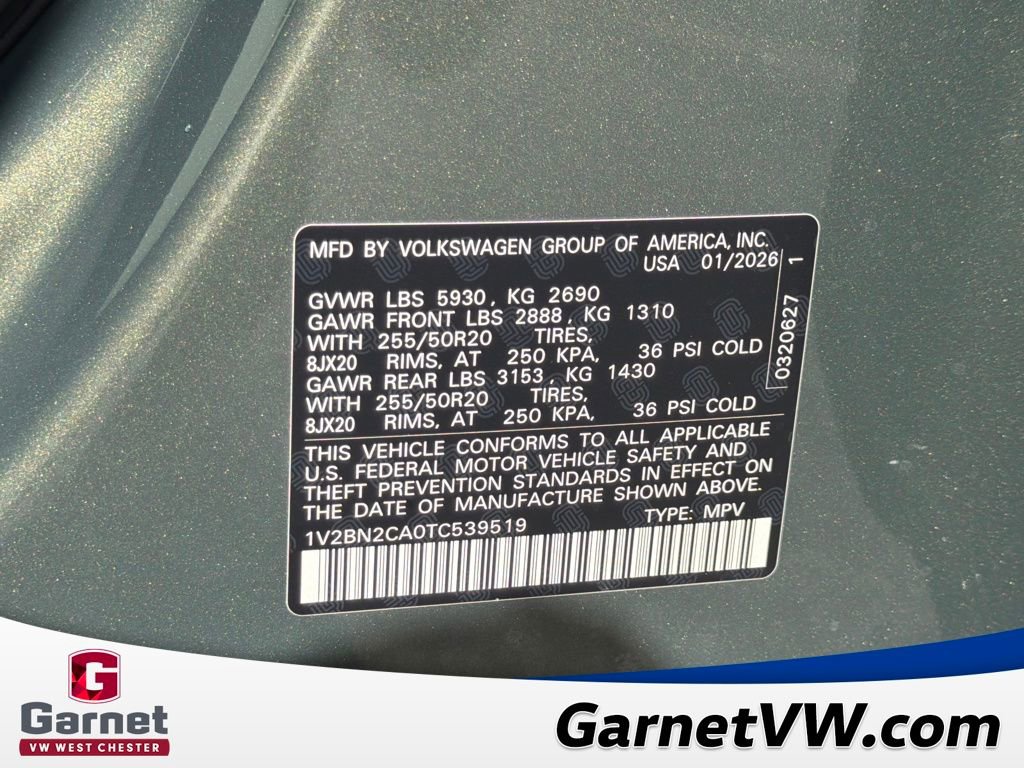 MFD BY VOLKSWAGEN GROUP OF AMERICA, INC.
USA 01/2026
1
GVWR LBS 5930, KG 2690
GAWR FRONT LBS 2888, KG 1310
WITH 255/50R20 TIRES,
8JX20 RIMS, AT 250 KPA, 36 PSI COLD
GAWR REAR LBS 3153, KG 1430
WITH 255/50R20 TIRES,
8JX20 RIMS, AT 250 KPA, 36 PSI COLD
0320627
THIS VEHICLE CONFORMS TO ALL APPLICABLE
U.S. FEDERAL MOTOR VEHICLE SAFETY AND
THEFT PREVENTION STANDARDS IN EFFECT ON
THE DATE OF MANUFACTURE SHOWN ABOVE.
1V2BN2CA0TC539519 TYPE: MPV
G
Garnet
VW WEST CHESTER
GarnetVW.com